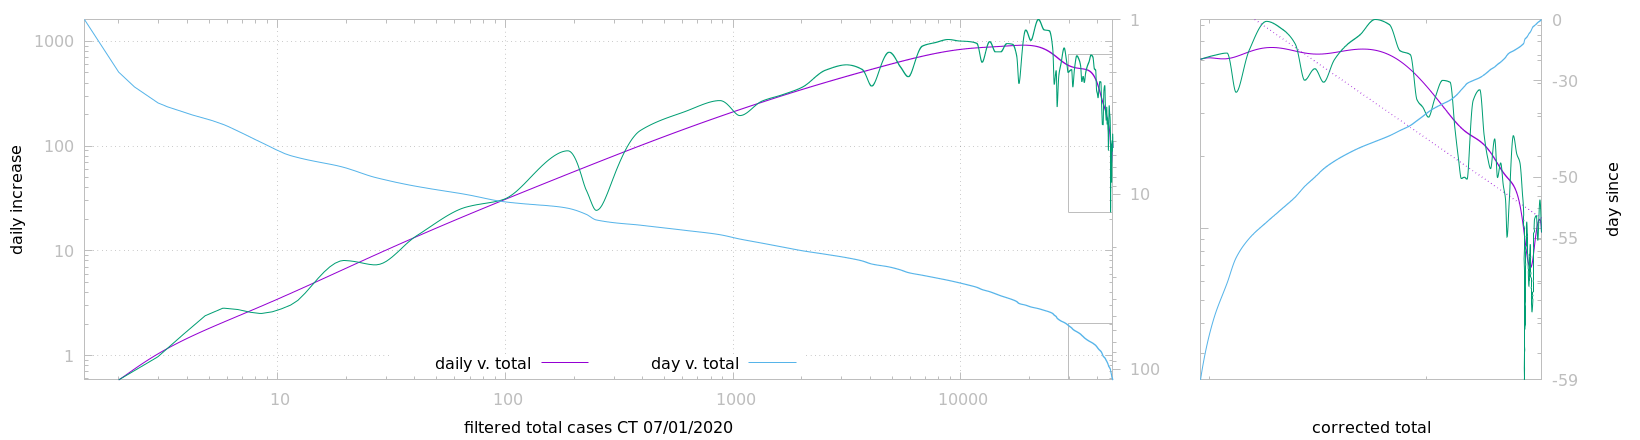 1000
100
10
1
daily increase
10
100
1000
10000
filtered total cases CT 07/01/2020
daily v. total
day v. total
1
10
100
0
-30
-50
-55
-59
day since
corrected total